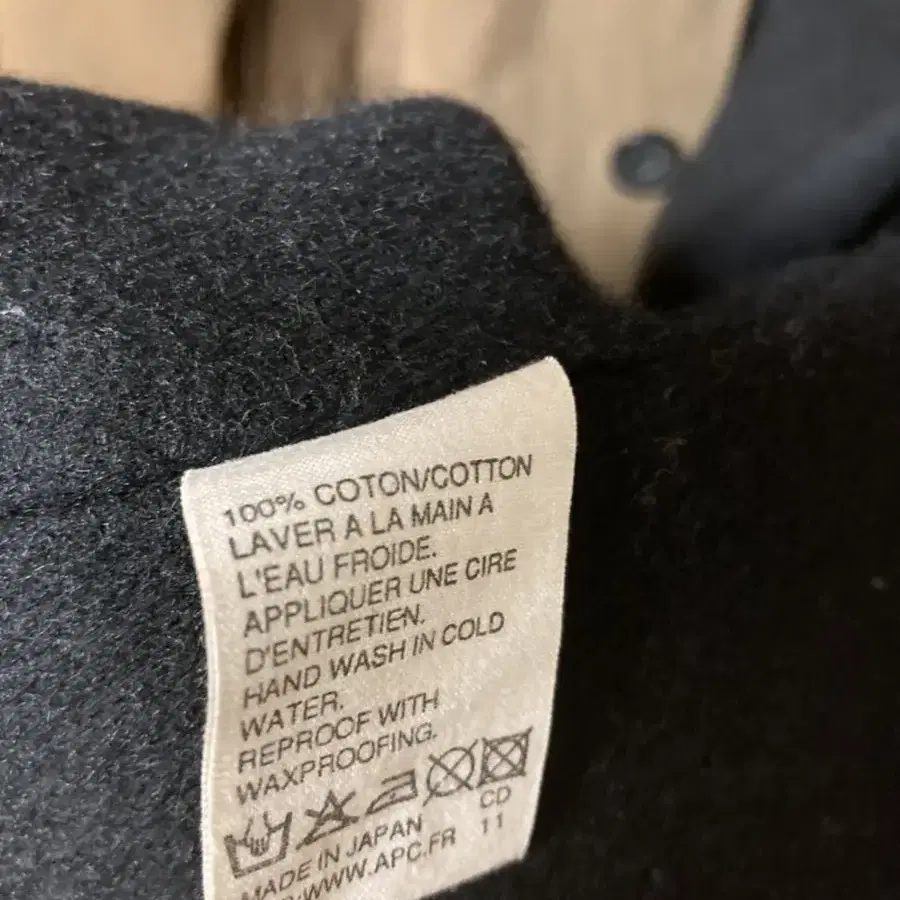 100% COTON/COTTON
LAVER A LA MAIN A
L'EAU FROIDE.
APPLIQUER UNE CIRE
D'ENTRETIEN.
HAND WASH IN COLD
WATER.
REPROOF WITH
WAXPROOFING.
CD
MADE IN JAPAN 11
WWW.APC.FR